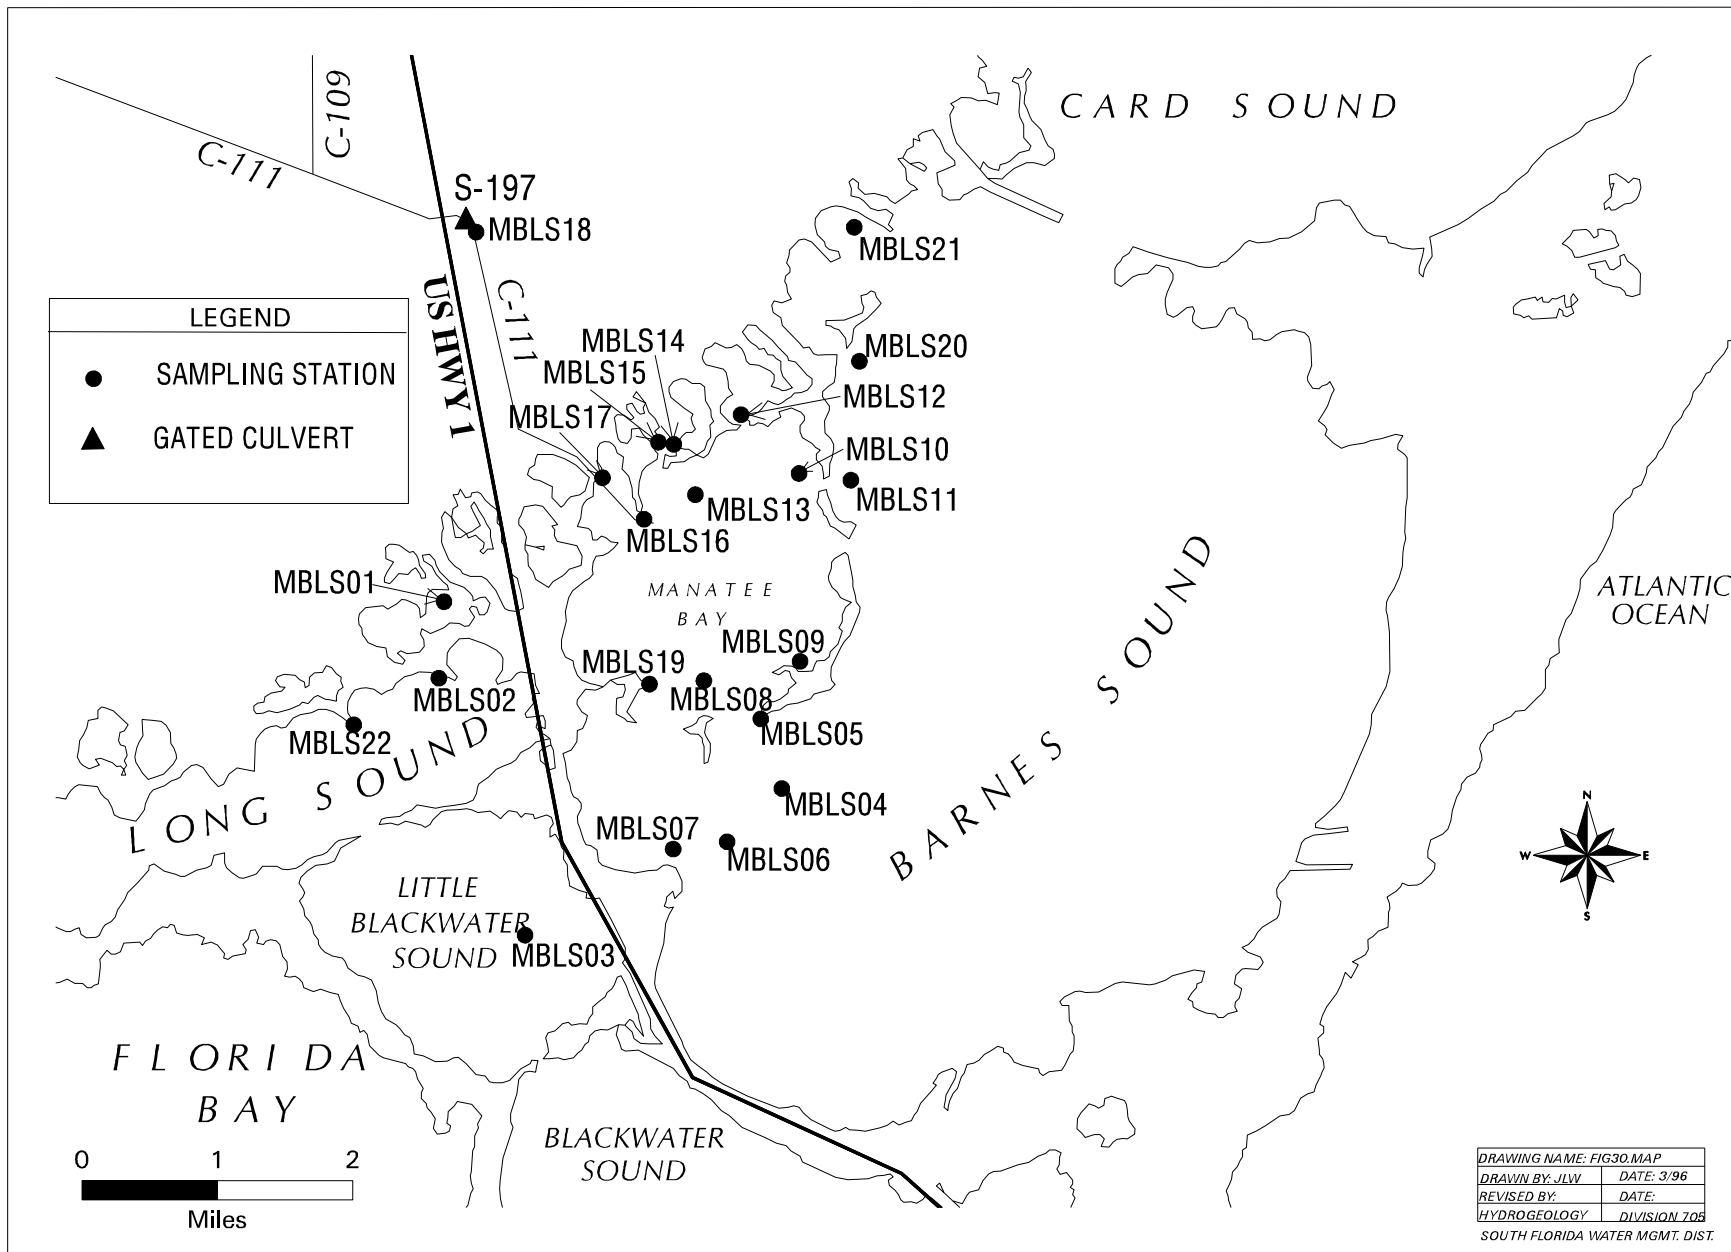 CARD SOUND
C-109
C-111
S-197
MBLS18
MBLS21
US HWY 1
C-111
LEGEND
SAMPLING STATION
GATED CULVERT
MBLS14
MBLS15
MBLS17
MBLS20
MBLS12
MBLS10
MBLS11
MBLS13
MBLS16
MANATEE
BAY
MBLS01
MBLS09
MBLS19
MBLS08
MBLS02
MBLS05
MBLS22
LONG SOUND
MBLS04
MBLS07
MBLS06
BARNES SOUND
ATLANTIC
OCEAN
N
W
E
S
LITTLE
BLACKWATER
SOUND
MBLS03
FLORIDA
BAY
BLACKWATER
SOUND
0 1 2
Miles
DRAWING NAME: FIG30.MAP
DRAWN BY: JLW DATE: 3/96
REVISED BY: DATE:
HYDROGEOLOGY DIVISION 705
SOUTH FLORIDA WATER MGMT. DIST.